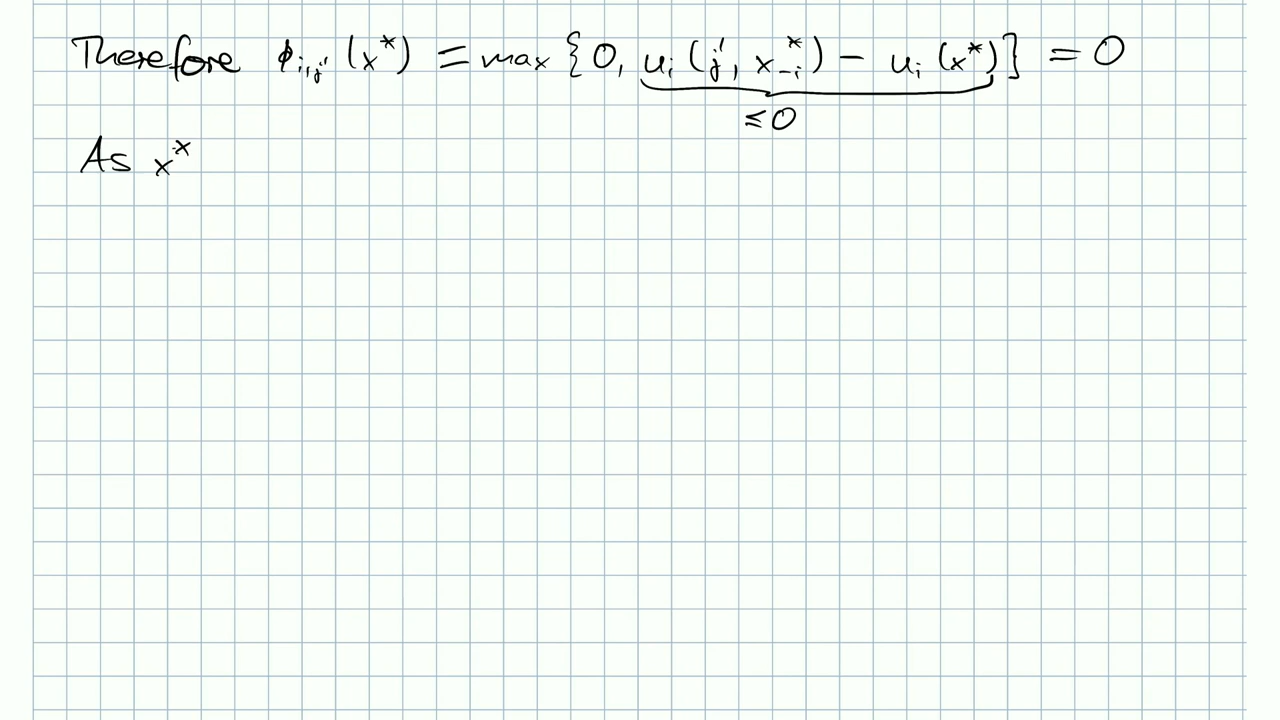 Therefore ϕ_{i,j'} (x*) = max {0, u_i (j', x*_{-i}) - u_i (x*)} = 0
≤ 0
As x*